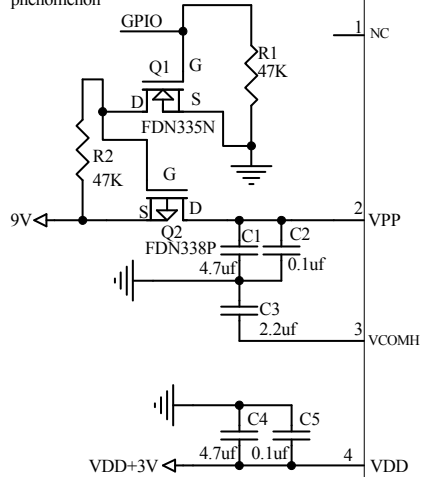 phenomenon
GPIO
1
NC
Q1
G
R1
47K
D
S
FDN335N
R2
47K
G
9V
S
D
2
VPP
Q2
FDN338P
C1
C2
4.7uf
0.1uf
C3
2.2uf
3
VCOMH
C4
C5
4.7uf
0.1uf
4
VDD+3V
VDD